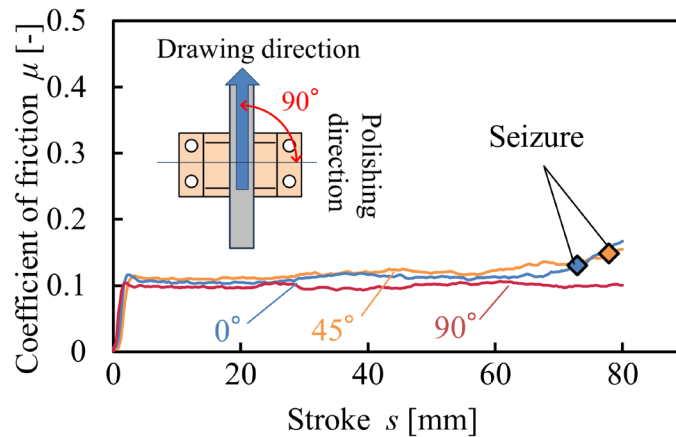 Coefficient of friction μ [-]
0.5
0.4
0.3
0.2
0.1
0
Drawing direction
90°
Polishing
direction
Seizure
0°
45°
90°
0
20
40
60
80
Stroke s [mm]